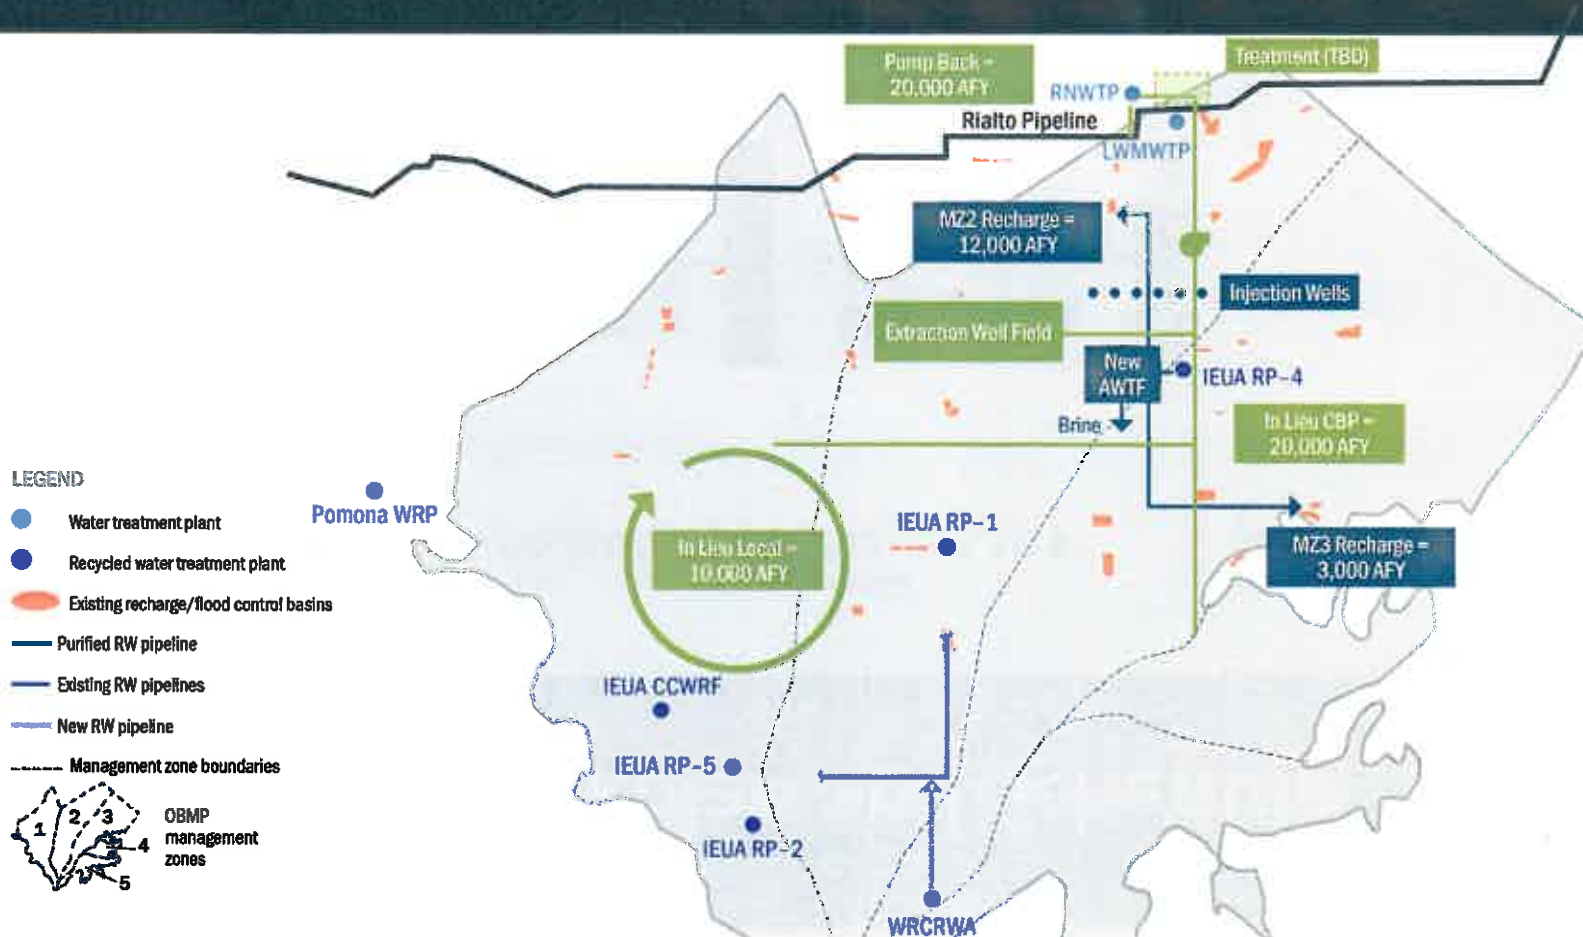 Pump Back =
20,000 AFY
Treatment (TBD)
RNWTP
Rialto Pipeline
LWMWTP
MZ2 Recharge =
12,000 AFY
Injection Wells
Extraction Well Field
New
AWTF
IEUA RP-4
Brine
In Lieu CBP =
20,000 AFY
LEGEND
Water treatment plant
Recycled water treatment plant
Existing recharge/flood control basins
Purified RW pipeline
Existing RW pipelines
New RW pipeline
Management zone boundaries
1
2
3
4
5
OBMP
management
zones
Pomona WRP
IEUA RP-1
In Lieu Local =
10,000 AFY
MZ3 Recharge =
3,000 AFY
IEUA CCWRF
IEUA RP-5
IEUA RP-2
WRCRWA